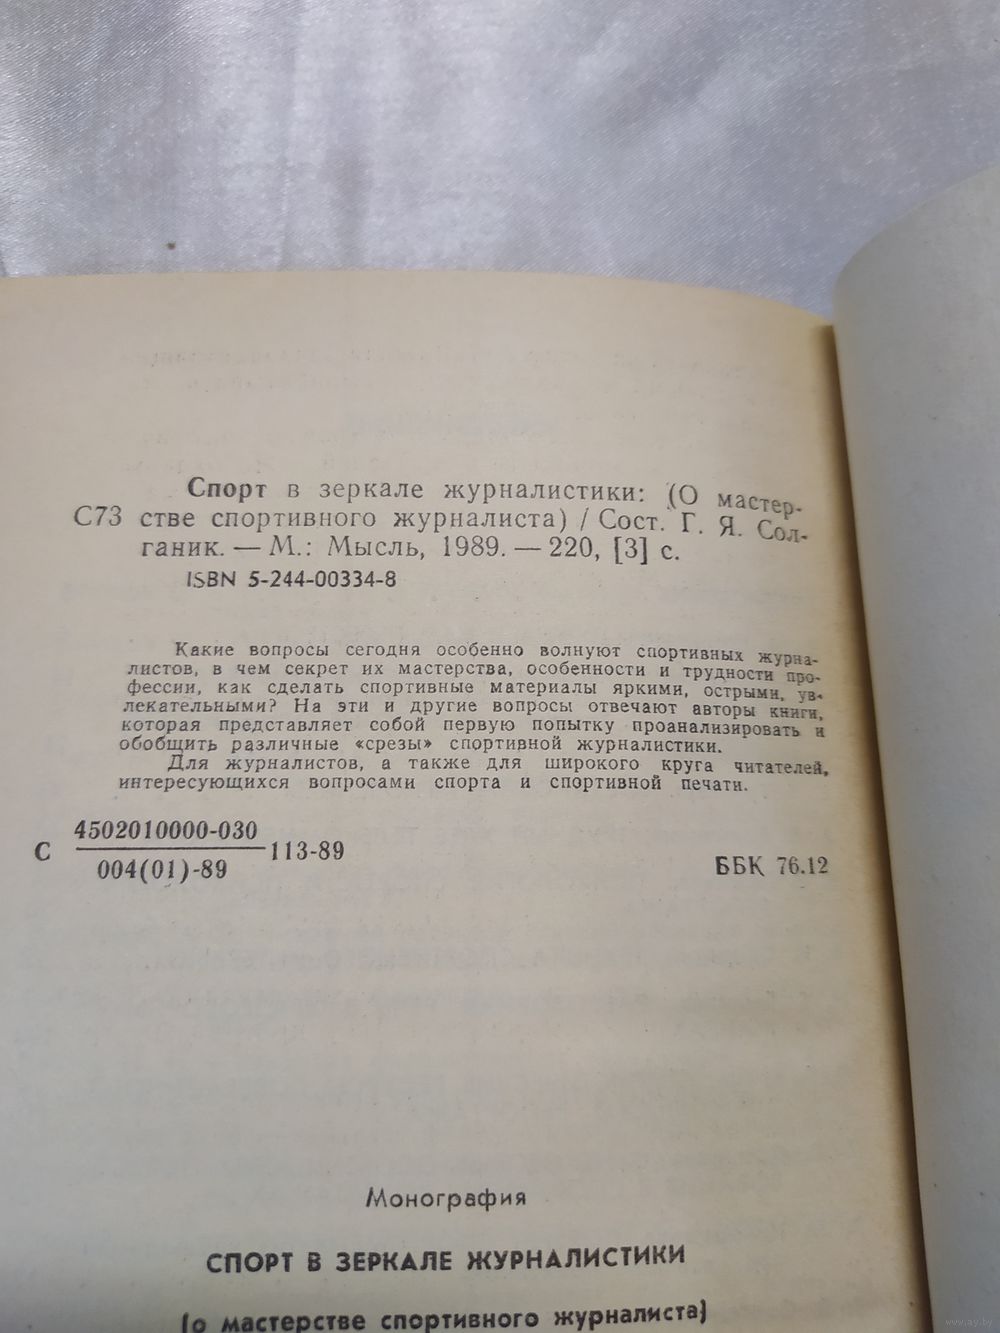 Спорт в зеркале журналистики: (О мастер-
С73 стве спортивного журналиста) / Сост. Г. Я. Сол-
ганик. — М.: Мысль, 1989. — 220, [3] с.
ISBN 5-244-00334-8
Какие вопросы сегодня особенно волнуют спортивных журна-
листов, в чем секрет их мастерства, особенности и трудности про-
фессии, как сделать спортивные материалы яркими, острыми, ув-
лекательными? На эти и другие вопросы отвечают авторы книги,
которая представляет собой первую попытку проанализировать и
обобщить различные «срезы» спортивной журналистики.
Для журналистов, а также для широкого круга читателей,
интересующихся вопросами спорта и спортивной печати.
С 4502010000-030
004(01)-89 113-89
ББК 76.12
Монография
СПОРТ В ЗЕРКАЛЕ ЖУРНАЛИСТИКИ
(о мастерстве спортивного журналиста)
www.ay.by